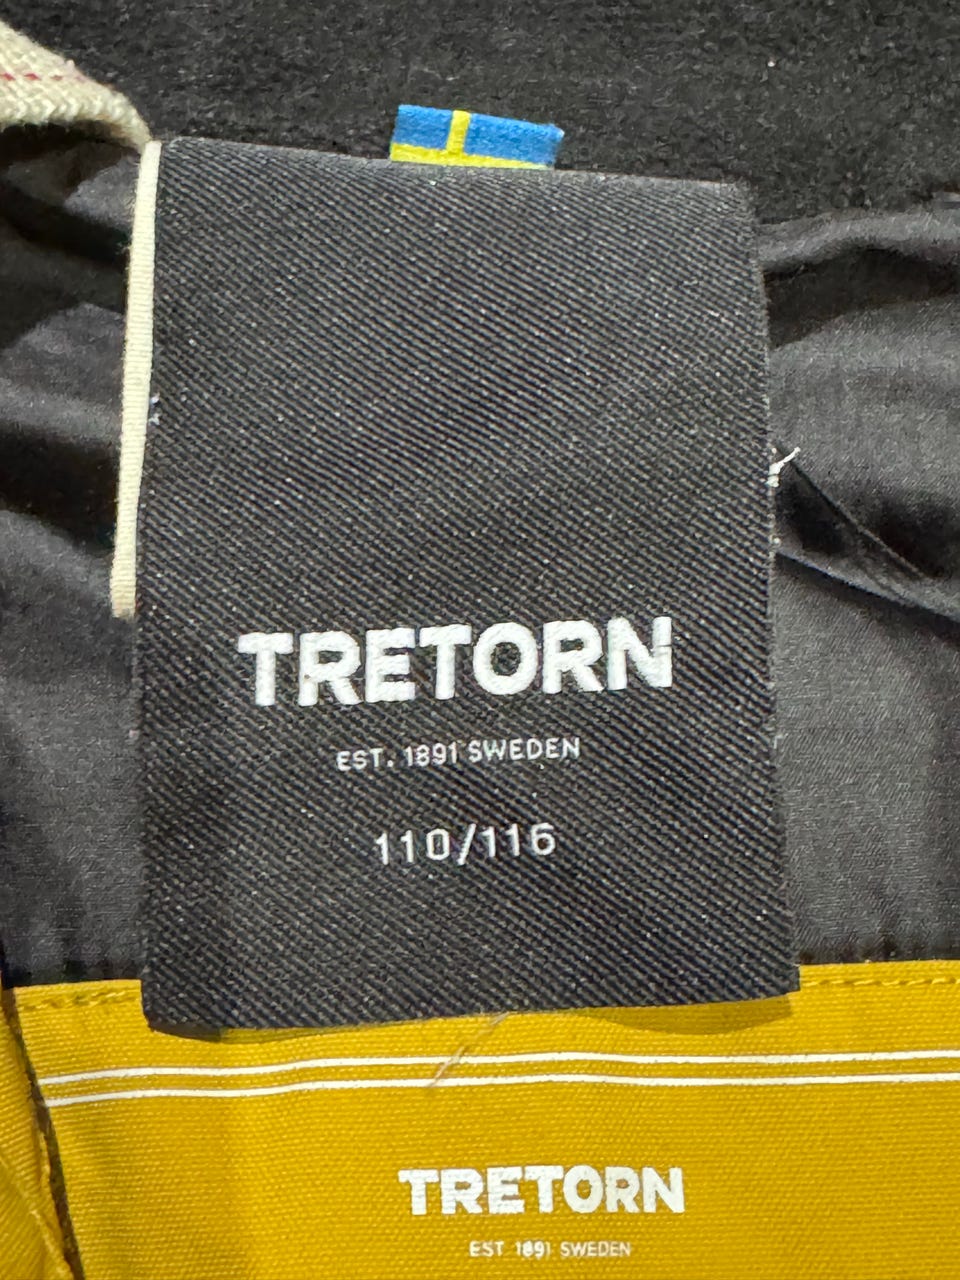 TRETORN
EST. 1891 SWEDEN
110/116
TRETORN
EST 1891 SWEDEN